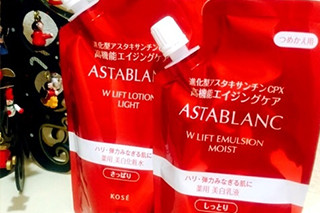 進化型アスタキサンチンCPX
高機能エイジングケア
ASTABLANC
W LIFT LOTION
LIGHT
ハリ・弾力みなぎる肌に
薬用 美白化粧水
さっぱり
KOSÉ
つめかえ用
進化型アスタキサンチンCPX
高機能エイジングケア
ASTABLANC
W LIFT EMULSION
MOIST
ハリ・弾力みなぎる肌に
薬用 美白乳液
しっとり